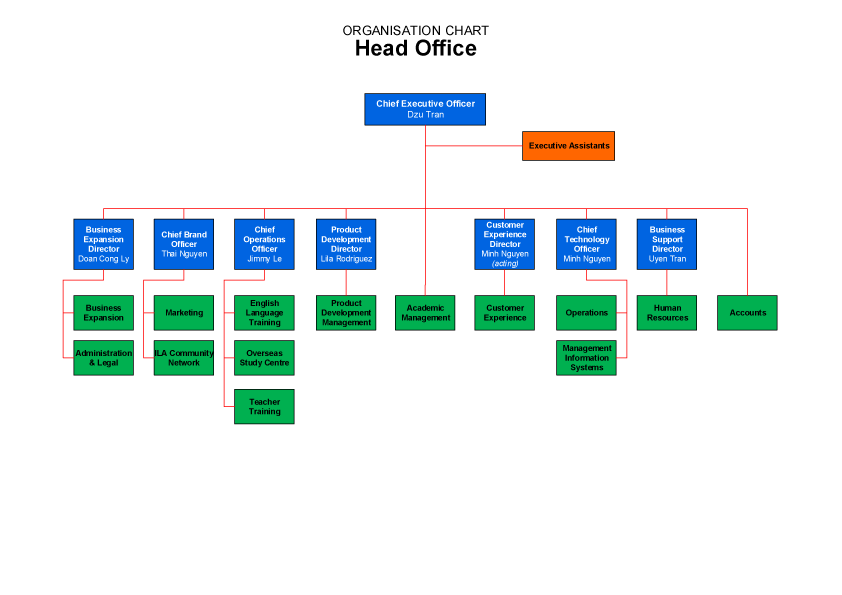 ORGANISATION CHART
Head Office
Chief Executive Officer
Dzu Tran
Executive Assistants
Business
Expansion
Director
Doan Cong Ly
Chief Brand
Officer
Thai Nguyen
Chief
Operations
Officer
Jimmy Le
Product
Development
Director
Lila Rodriguez
Customer
Experience
Director
Minh Nguyen
(acting)
Chief
Technology
Officer
Minh Nguyen
Business
Support
Director
Uyen Tran
Business
Expansion
Marketing
English
Language
Training
Product
Development
Management
Academic
Management
Customer
Experience
Operations
Human
Resources
Accounts
Administration
& Legal
ILA Community
Network
Overseas
Study Centre
Management
Information
Systems
Teacher
Training